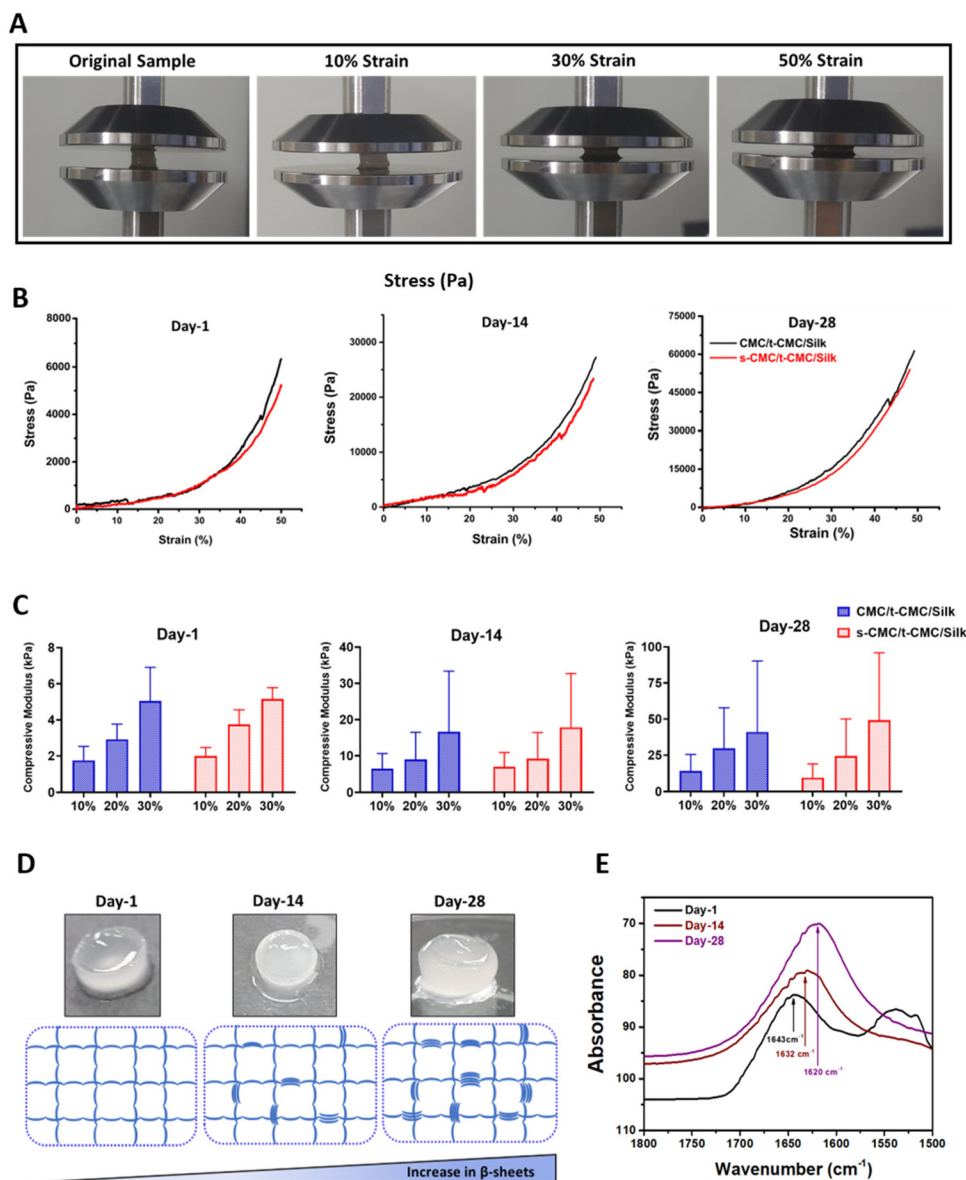 A
Original Sample
10% Strain
30% Strain
50% Strain
Stress (Pa)
B
Day-1
Stress (Pa)
8000
6000
4000
2000
0
0 10 20 30 40 50
Strain (%)
Day-14
Stress (Pa)
30000
20000
10000
0
0 10 20 30 40 50
Strain (%)
Day-28
CMC/t-CMC/Silk
s-CMC/t-CMC/Silk
Stress (Pa)
75000
60000
45000
30000
15000
0
0 10 20 30 40 50
Strain (%)
C
Day-1
Compressive Modulus (kPa)
8
6
4
2
0
10% 20% 30% 10% 20% 30%
Day-14
Compressive Modulus (kPa)
40
30
20
10
0
10% 20% 30% 10% 20% 30%
Day-28
CMC/t-CMC/Silk
s-CMC/t-CMC/Silk
Compressive Modulus (kPa)
100
75
50
25
0
10% 20% 30% 10% 20% 30%
D
Day-1
Day-14
Day-28
Increase in β-sheets
E
Day-1
Day-14
Day-28
Absorbance
70
80
90
100
110
1643cm-1
1632 cm-1
1620 cm-1
1800 1750 1700 1650 1600 1550 1500
Wavenumber (cm-1)